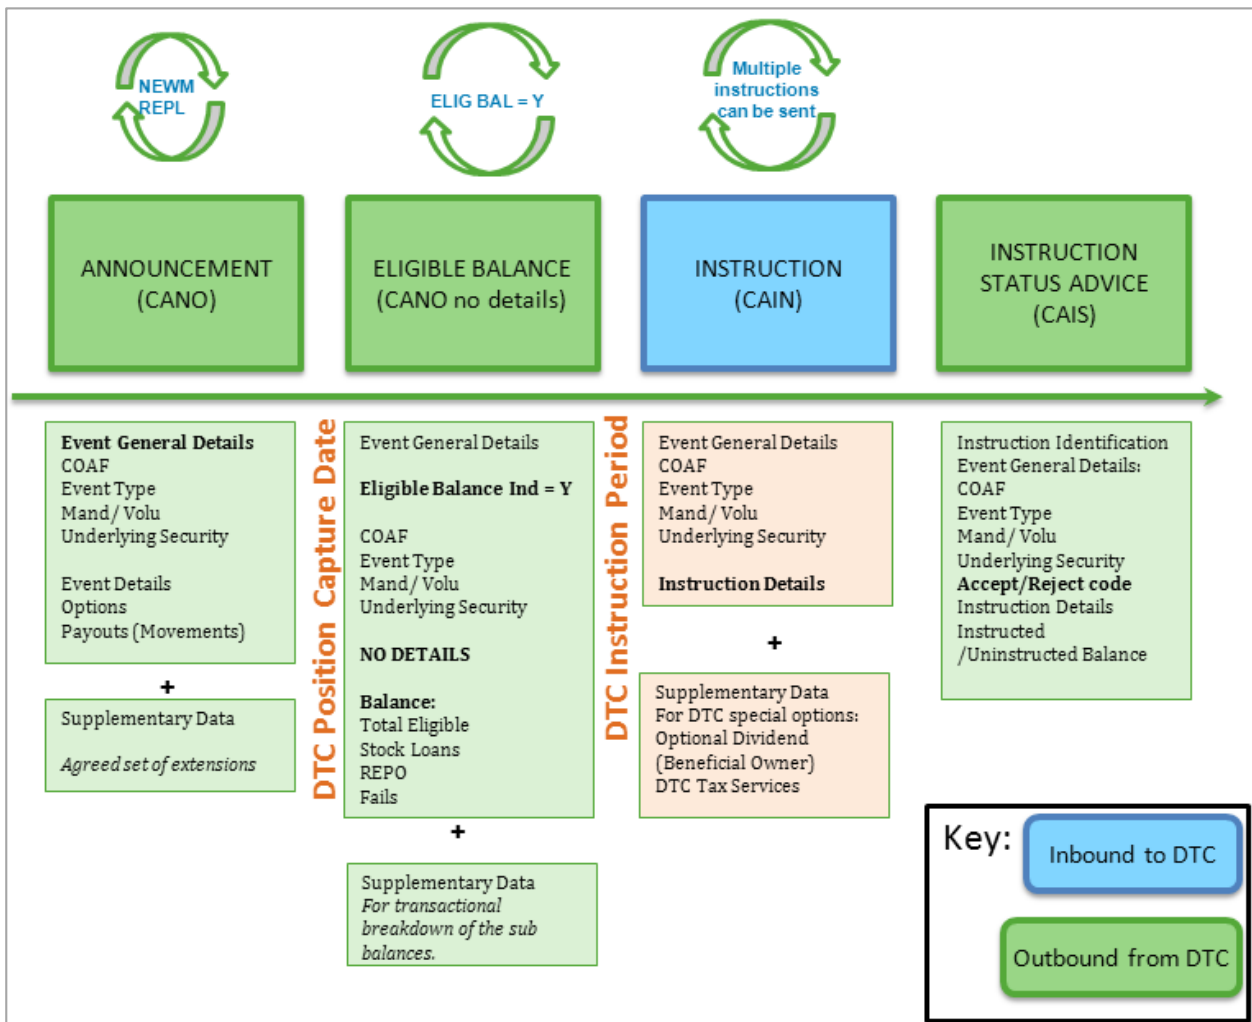 NEWM
REPL
ELIG BAL = Y
Multiple
instructions
can be sent
ANNOUNCEMENT
(CANO)
ELIGIBLE BALANCE
(CANO no details)
INSTRUCTION
(CAIN)
INSTRUCTION
STATUS ADVICE
(CAIS)
Event General Details
COAF
Event Type
Mand/ Volu
Underlying Security
Event Details
Options
Payouts (Movements)
+
Supplementary Data
Agreed set of extensions
DTC Position Capture Date
Event General Details
Eligible Balance Ind = Y
COAF
Event Type
Mand/ Volu
Underlying Security
NO DETAILS
Balance:
Total Eligible
Stock Loans
REPO
Fails
+
Supplementary Data
For transactional
breakdown of the sub
balances.
DTC Instruction Period
Event General Details
COAF
Event Type
Mand/ Volu
Underlying Security
Instruction Details
+
Supplementary Data
For DTC special options:
Optional Dividend
(Beneficial Owner)
DTC Tax Services
Instruction Identification
Event General Details:
COAF
Event Type
Mand/ Volu
Underlying Security
Accept/Reject code
Instruction Details
Instructed
/Uninstructed Balance
Key:
Inbound to DTC
Outbound from DTC